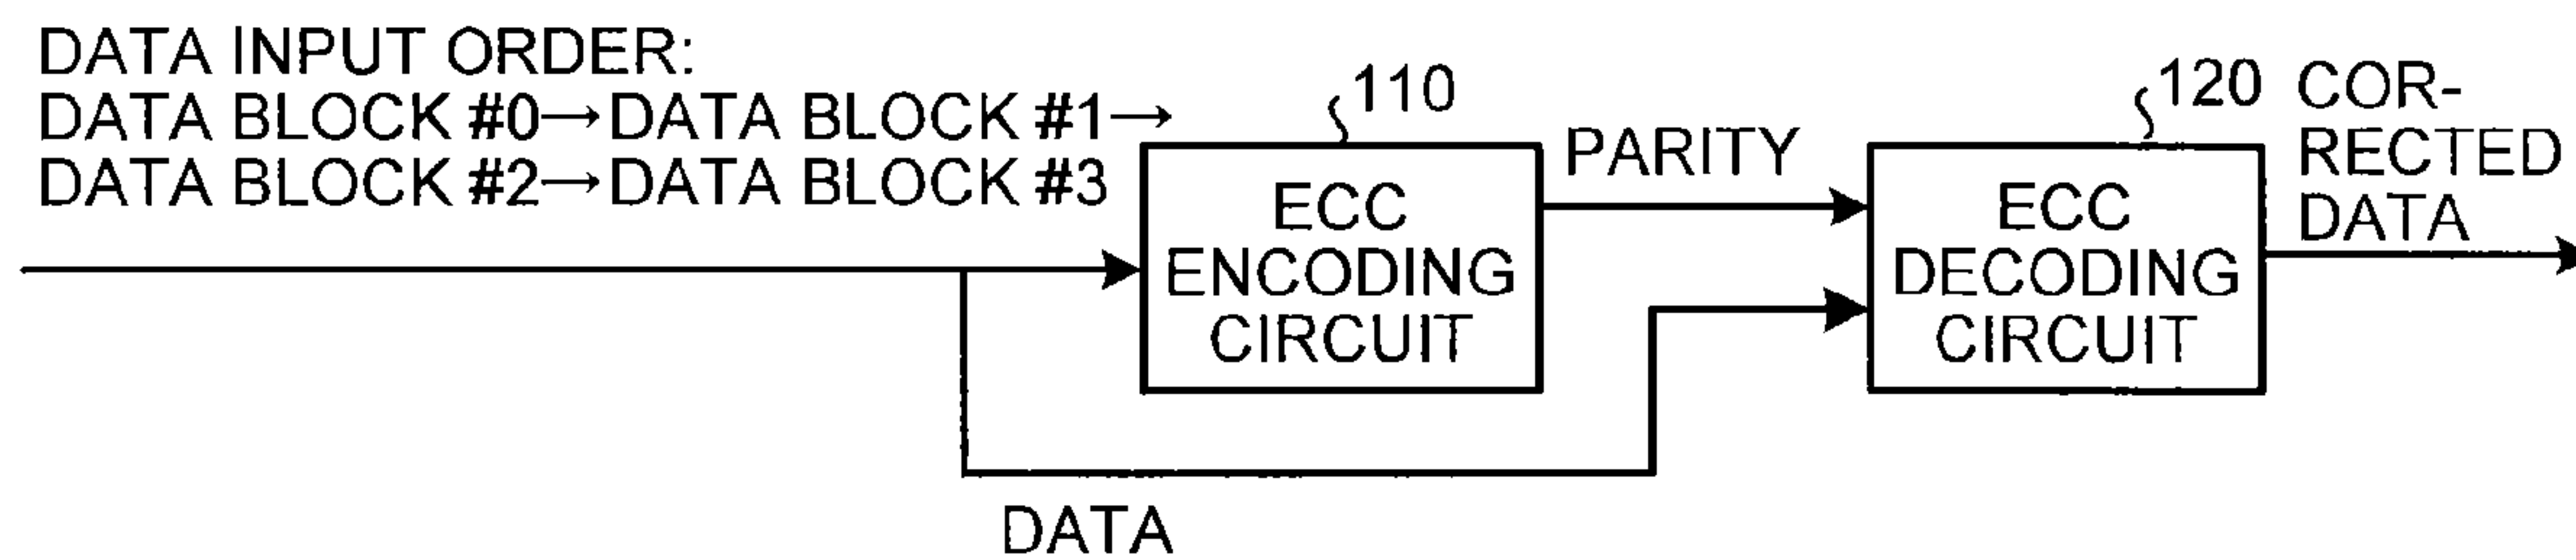 DATA INPUT ORDER:
DATA BLOCK #0→DATA BLOCK #1→
DATA BLOCK #2→DATA BLOCK #3
110
ECC
ENCODING
CIRCUIT
PARITY
DATA
120
ECC
DECODING
CIRCUIT
COR-
RECTED
DATA